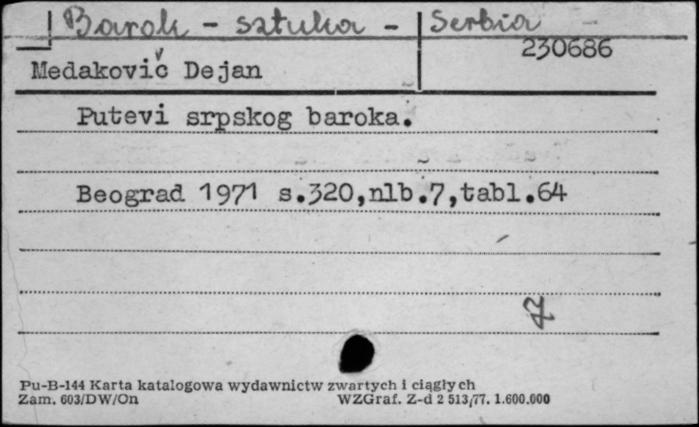 Barok - sztuka - Serbia
230686
Medaković Dejan
Putevi srpskog baroka.
Beograd 1971 s.320,nlb.7,tabl.64
Pu-B-144 Karta katalogowa wydawnictw zwartych i ciągłych
Zam. 603/DW/On WZGraf. Z-d 2 513/77. 1.600.000